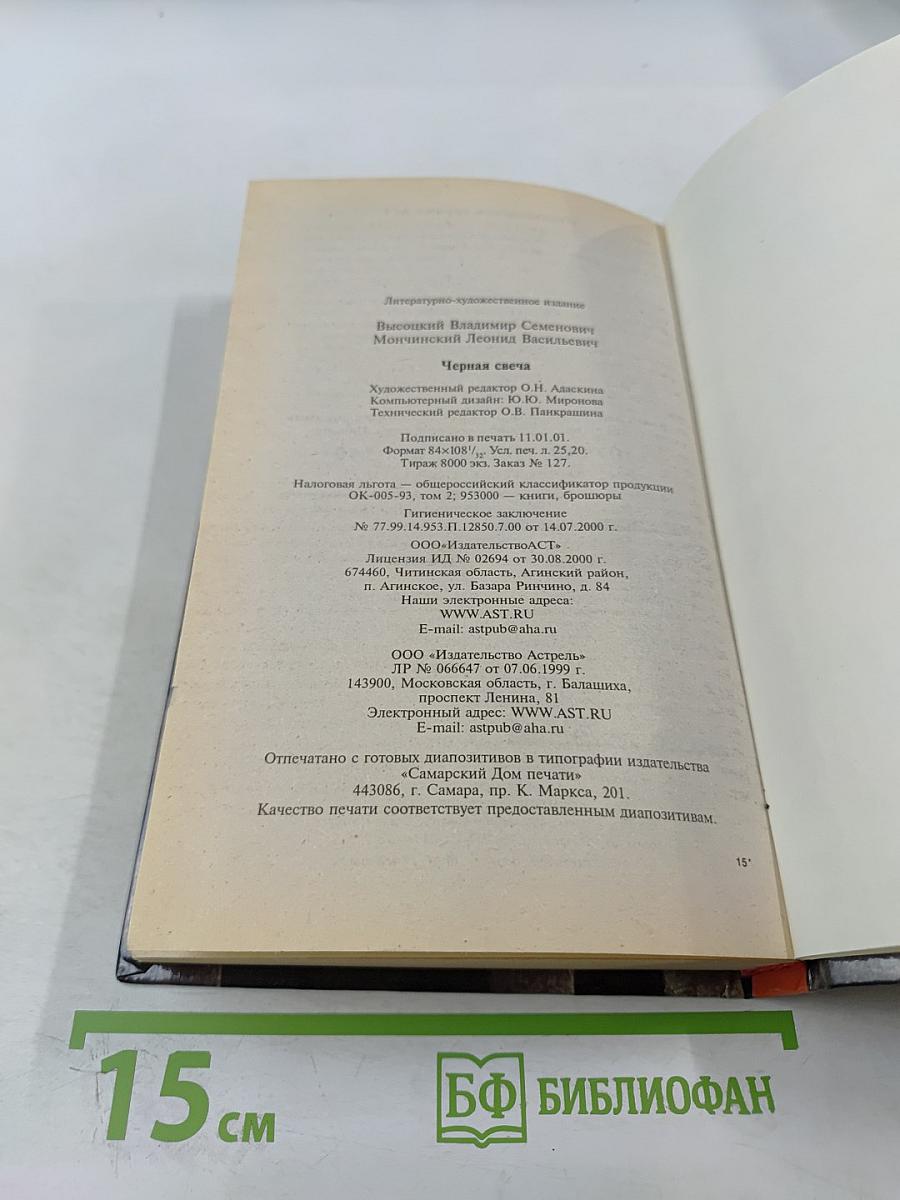 Литературно-художественное издание
Высоцкий Владимир Семенович
Мончинский Леонид Васильевич
Черная свеча
Художественный редактор О.Н. Адаскина
Компьютерный дизайн: Ю.Ю. Миронова
Технический редактор О.В. Панкрашина
Подписано в печать 11.01.01.
Формат 84×108 1/32. Усл. печ. л. 25,20.
Тираж 8000 экз. Заказ № 127.
Налоговая льгота — общероссийский классификатор продукции
ОК-005-93, том 2; 953000 — книги, брошюры
Гигиеническое заключение
№ 77.99.14.953.П.12850.7.00 от 14.07.2000 г.
ООО«ИздательствоАСТ»
Лицензия ИД № 02694 от 30.08.2000 г.
674460, Читинская область, Агинский район,
п. Агинское, ул. Базара Ринчино, д. 84
Наши электронные адреса:
WWW.AST.RU
E-mail: astpub@aha.ru
ООО «Издательство Астрель»
ЛР № 066647 от 07.06.1999 г.
143900, Московская область, г. Балашиха,
проспект Ленина, 81
Электронный адрес: WWW.AST.RU
E-mail: astpub@aha.ru
Отпечатано с готовых диапозитивов в типографии издательства
«Самарский Дом печати»
443086, г. Самара, пр. К. Маркса, 201.
Качество печати соответствует предоставленным диапозитивам.
15*
15 см
БФ БИБЛИОФАН